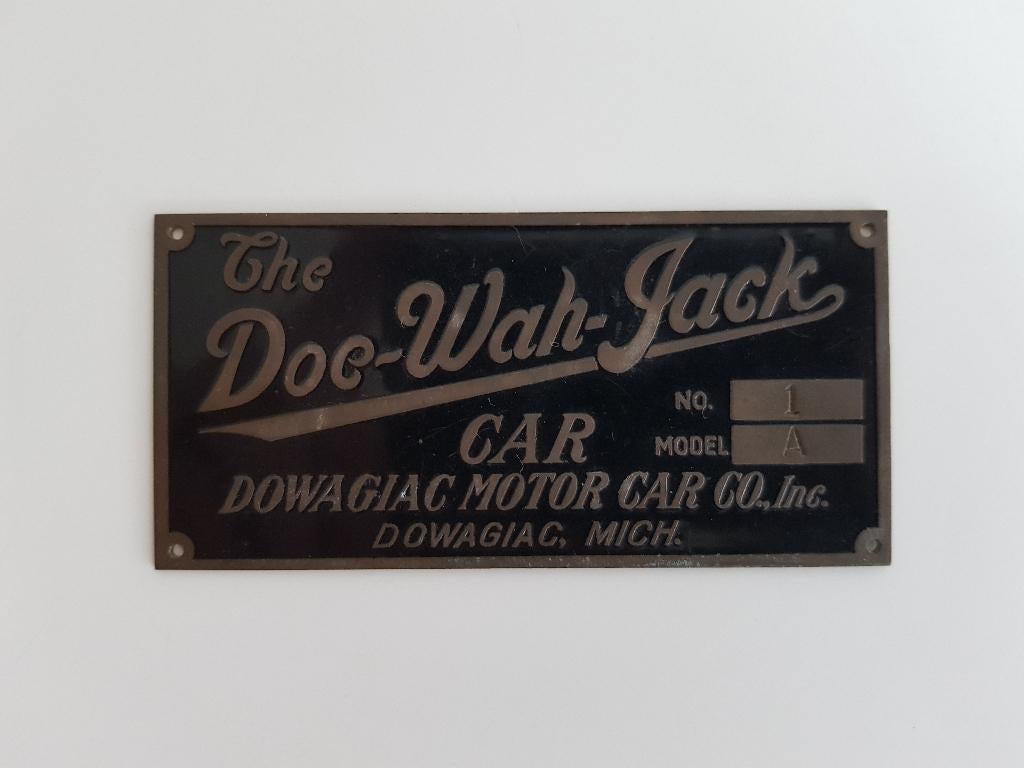 The
Doe-Wah-Jack
CAR
NO. 1
MODEL A
DOWAGIAC MOTOR CAR CO., Inc.
DOWAGIAC, MICH.